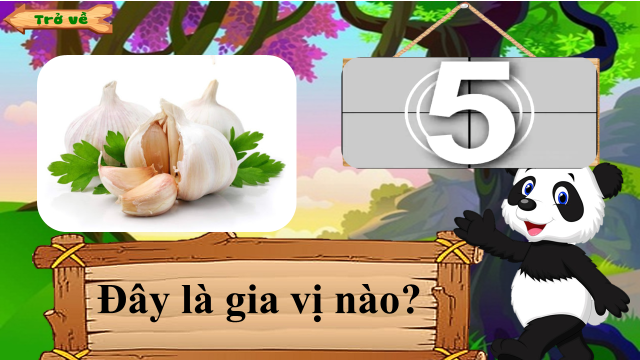 Trở về
5
Đây là gia vị nào?